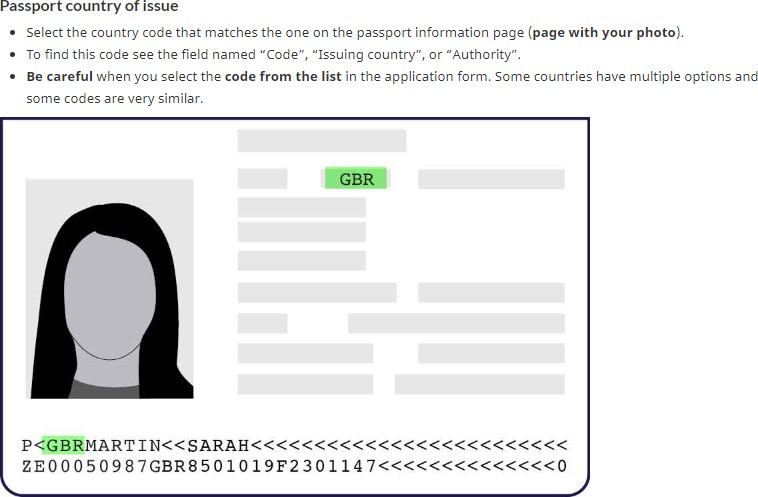 Passport country of issue
• Select the country code that matches the one on the passport information page (page with your photo).
• To find this code see the field named “Code”, “Issuing country”, or “Authority”.
• Be careful when you select the code from the list in the application form. Some countries have multiple options and
some codes are very similar.
GBR
P<GBRMARTIN<<SARAH<<<<<<<<<<<<<<<<<<<<<<<<<
ZE00050987GBR8501019F2301147<<<<<<<<<<<<<<0